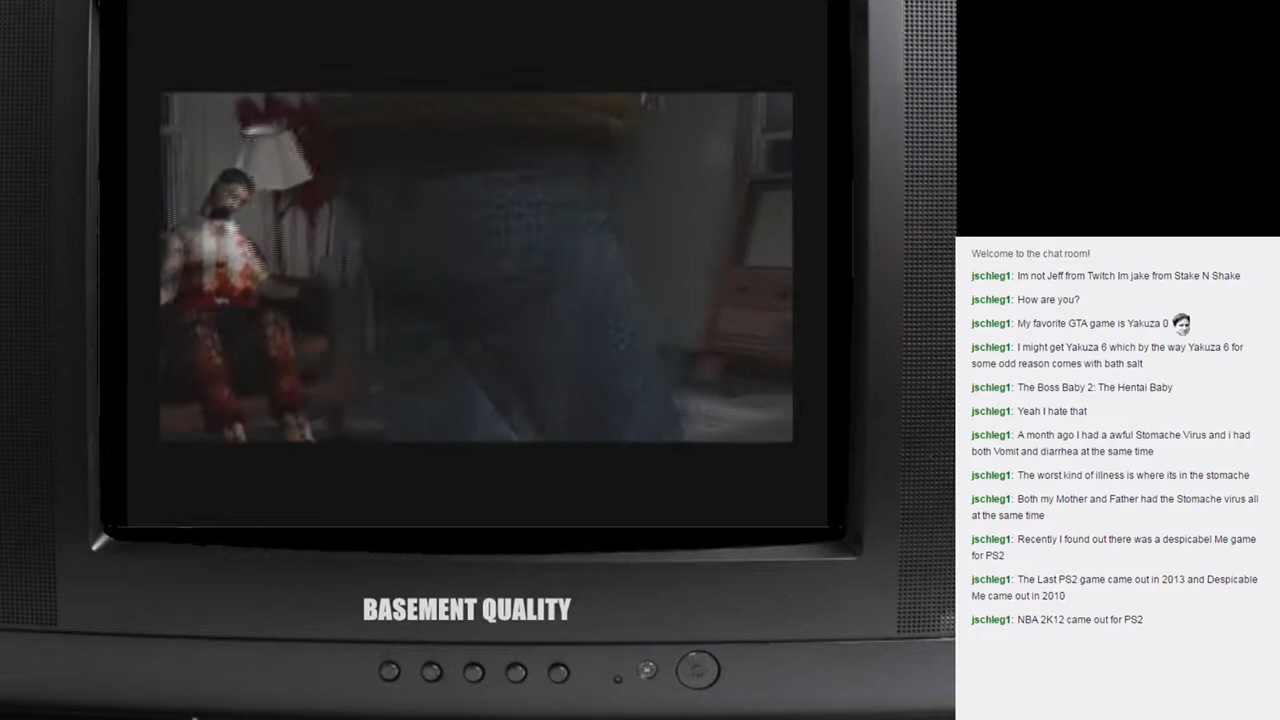 Welcome to the chat room!
jschleg1: Im not Jeff from Twitch Im jake from Stake N Shake
jschleg1: How are you?
jschleg1: My favorite GTA game is Yakuza 0
jschleg1: I might get Yakuza 6 which by the way Yakuza 6 for
some odd reason comes with bath salt
jschleg1: The Boss Baby 2: The Hentai Baby
jschleg1: Yeah I hate that
jschleg1: A month ago I had a awful Stomache Virus and i had
both Vomit and diarrhea at the same time
jschleg1: The worst kind of illness is where its in the stomache
jschleg1: Both my Mother and Father had the Stomache virus all
at the same time
jschleg1: Recently I found out there was a despicabel Me game
for PS2
jschleg1: The Last PS2 game came out in 2013 and Despicable
Me came out in 2010
jschleg1: NBA 2K12 came out for PS2
BASEMENT QUALITY